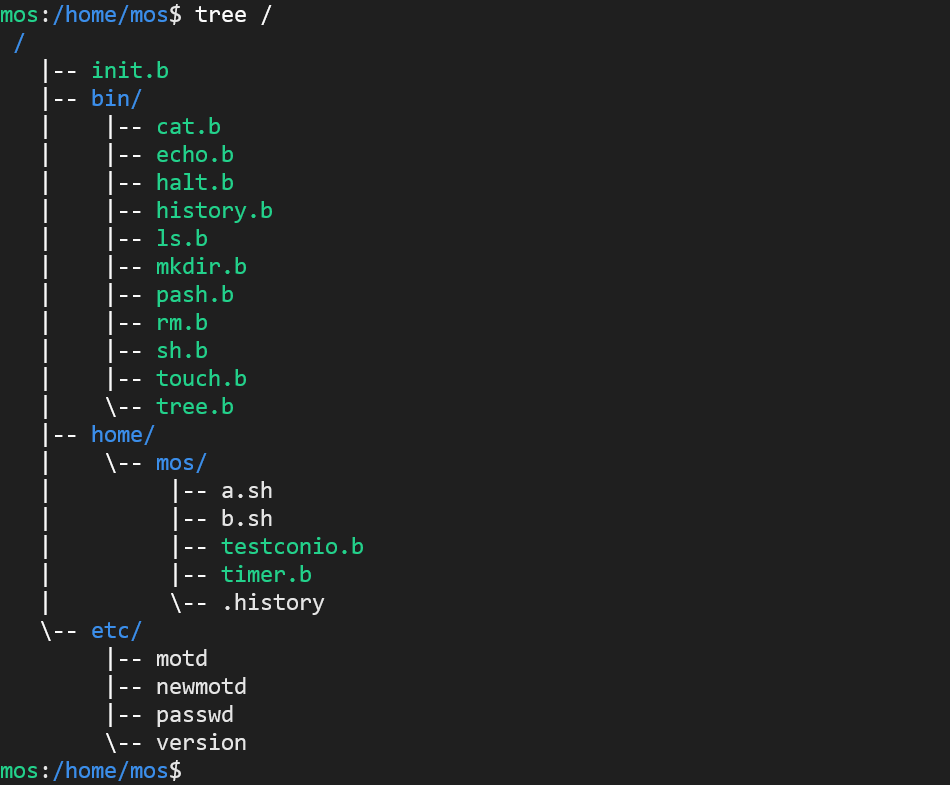 mos:/home/mos$ tree /
 /
   |-- init.b
   |-- bin/
   |    |-- cat.b
   |    |-- echo.b
   |    |-- halt.b
   |    |-- history.b
   |    |-- ls.b
   |    |-- mkdir.b
   |    |-- pash.b
   |    |-- rm.b
   |    |-- sh.b
   |    |-- touch.b
   |    \-- tree.b
   |-- home/
   |    \-- mos/
   |         |-- a.sh
   |         |-- b.sh
   |         |-- testconio.b
   |         |-- timer.b
   |         \-- .history
   \-- etc/
        |-- motd
        |-- newmotd
        |-- passwd
        \-- version
mos:/home/mos$